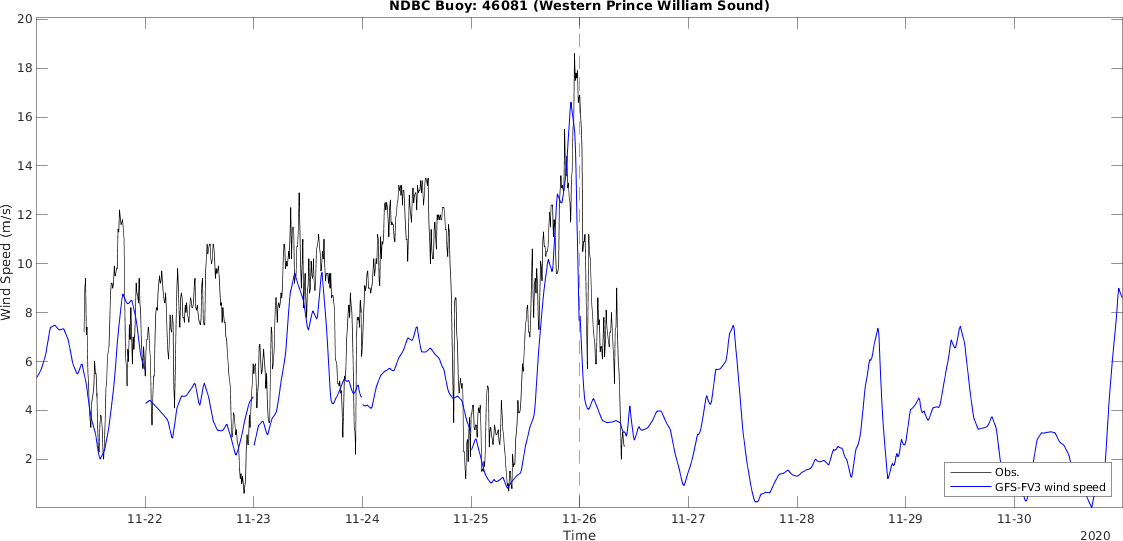 NDBC Buoy: 46081 (Western Prince William Sound)
20
18
16
14
12
10
8
6
4
2
Wind Speed (m/s)
11-22 11-23 11-24 11-25 11-26 11-27 11-28 11-29 11-30
Time
2020
Obs.
GFS-FV3 wind speed